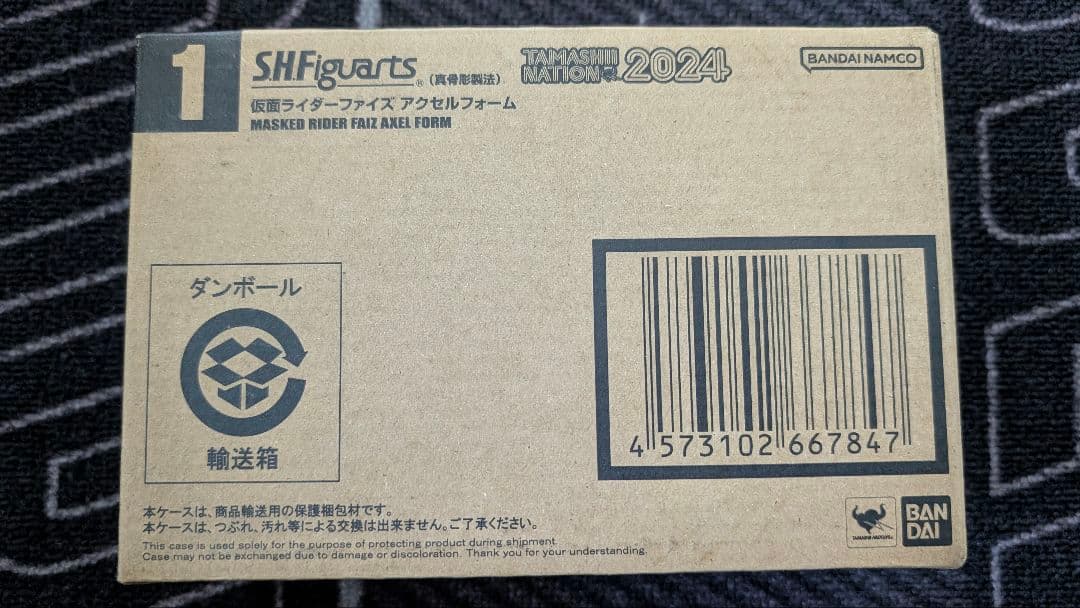 1
S.H.Figuarts® (真骨彫製法) TAMASHII NATION 2024
BANDAI NAMCO
仮面ライダーファイズ アクセルフォーム
MASKED RIDER FAIZ AXEL FORM
ダンボール
輸送箱
4 573102 667847
本ケースは、商品輸送用の保護梱包材です。
本ケースは、つぶれ、汚れ等による交換は出来ません。ご了承ください。
This case is used solely for the purpose of protecting product during shipment.
Case may not be exchanged due to damage or discoloration. Thank you for your understanding.
TAMASHII NATIONS
BAN
DAI